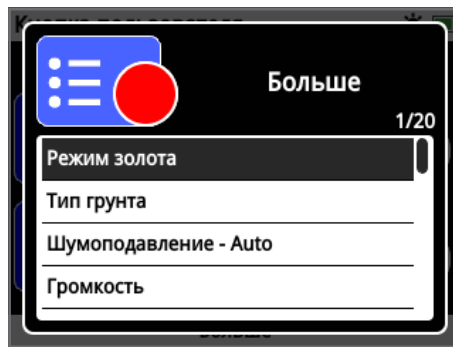 Больше
1/20
Режим золота
Тип грунта
Шумоподавление - Auto
Громкость